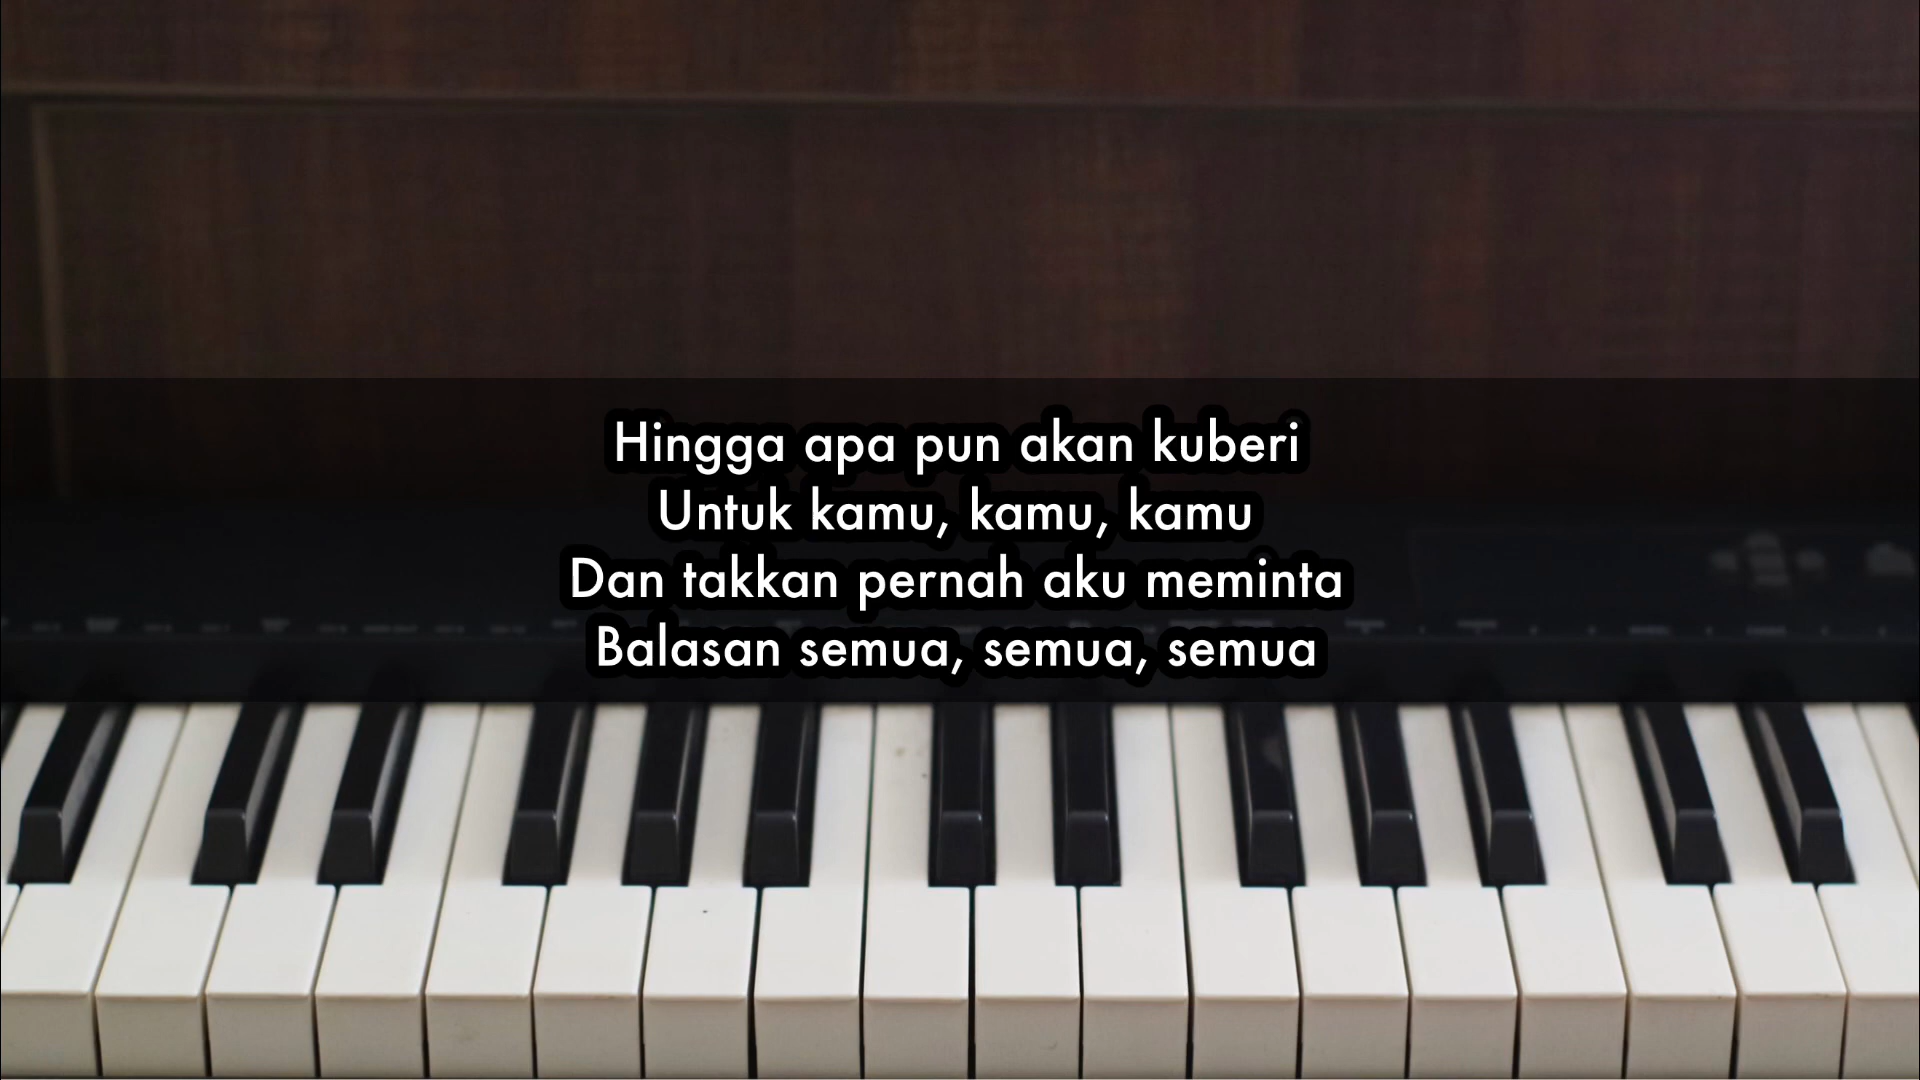 Hingga apa pun akan kuberi
Untuk kamu, kamu, kamu
Dan takkan pernah aku meminta
Balasan semua, semua, semua